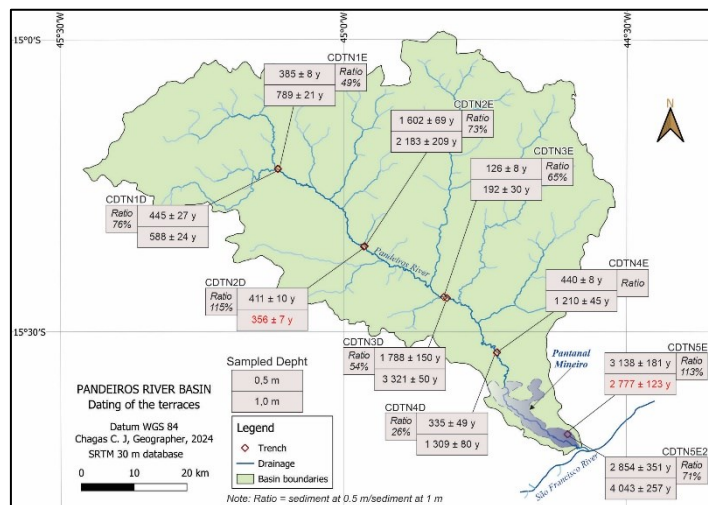 45°30'W
45°0'W
44°30'W
15°0'S
15°30'S
N
CDTN1E
385 ± 8 y
789 ± 21 y
Ratio
49%
CDTN2E
1 602 ± 69 y
2 183 ± 209 y
Ratio
73%
CDTN3E
126 ± 8 y
192 ± 30 y
Ratio
65%
CDTN1D
Ratio
76%
445 ± 27 y
588 ± 24 y
CDTN2D
Ratio
115%
411 ± 10 y
356 ± 7 y
Pandeiros River
CDTN4E
440 ± 8 y
1 210 ± 45 y
Ratio
CDTN3D
Ratio
54%
1 788 ± 150 y
3 321 ± 50 y
CDTN5E
3 138 ± 181 y
2 777 ± 123 y
Ratio
113%
Pantanal
Mineiro
CDTN4D
Ratio
26%
335 ± 49 y
1 309 ± 80 y
CDTN5E2
2 854 ± 351 y
4 043 ± 257 y
Ratio
71%
São Francisco River
Sampled Depht
0,5 m
1,0 m
PANDEIROS RIVER BASIN
Dating of the terraces
Datum WGS 84
Chagas C. J, Geographer, 2024
SRTM 30 m database
0 10 20 km
Legend
Trench
Drainage
Basin boundaries
Note: Ratio = sediment at 0.5 m/sediment at 1 m